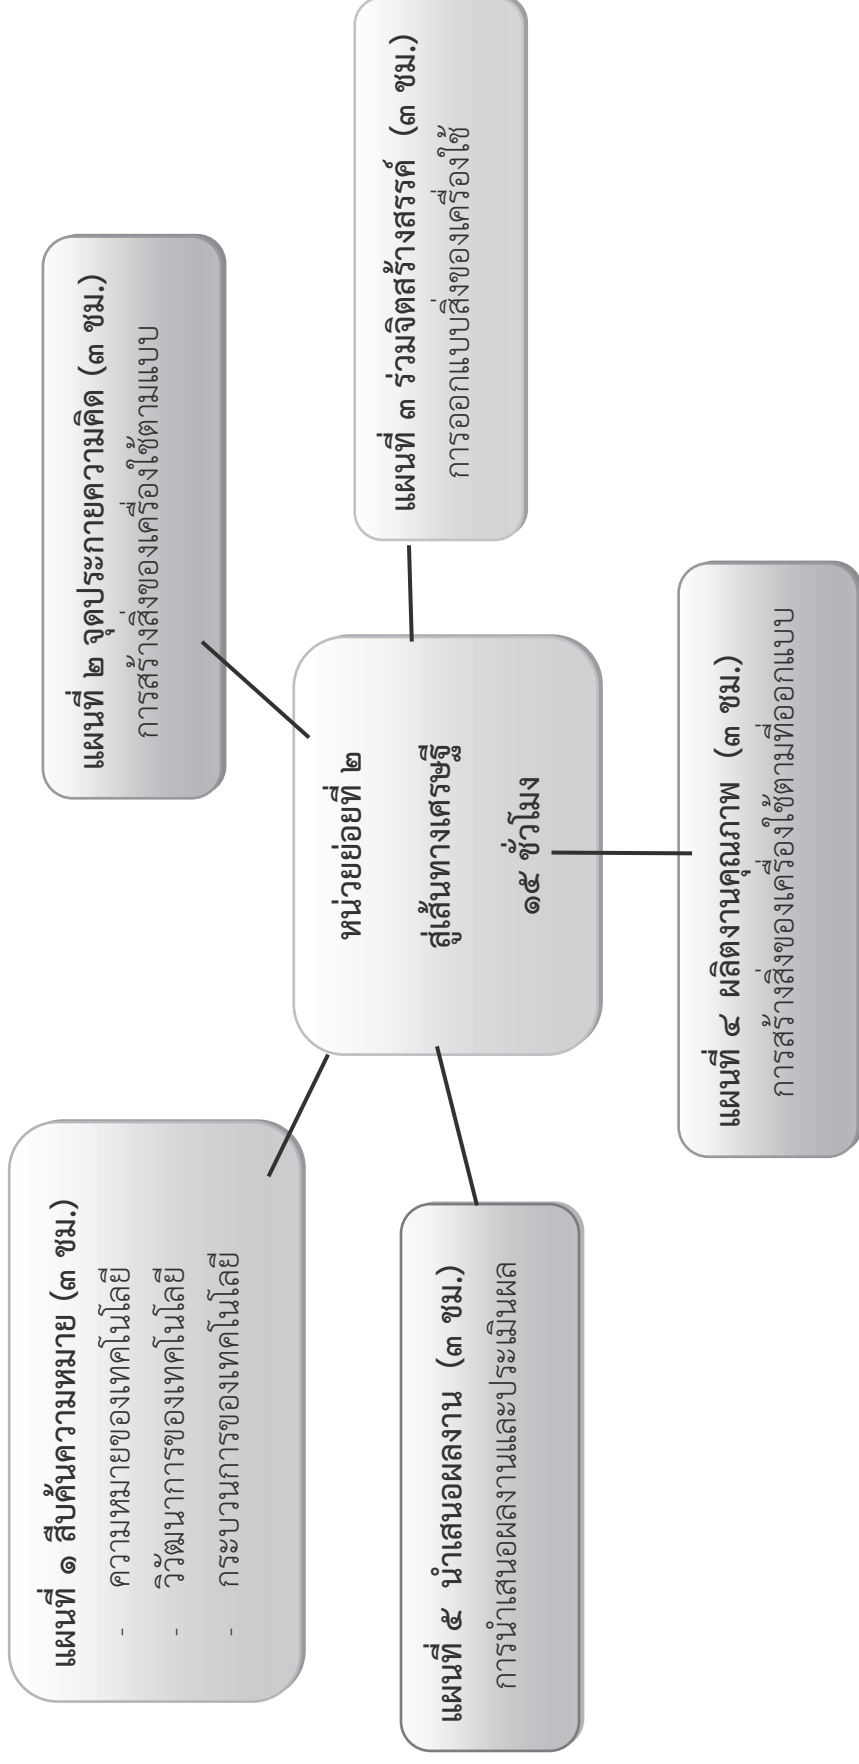 แผนที่ ๑ สืบค้นความหมาย (๓ ชม.)
- ความหมายของเทคโนโลยี
- วิวัฒนาการของเทคโนโลยี
- กระบวนการของเทคโนโลยี
แผนที่ ๒ จุดประกายความคิด (๓ ชม.)
การสร้างสิ่งของเครื่องใช้ตามแบบ
หน่วยย่อยที่ ๒
สู่เส้นทางเศรษฐี
๑๕ ชั่วโมง
แผนที่ ๓ ร่วมจิตสร้างสรรค์ (๓ ชม.)
การออกแบบสิ่งของเครื่องใช้
แผนที่ ๕ นำเสนอผลงาน (๓ ชม.)
การนำเสนอผลงานและประเมินผล
แผนที่ ๔ ผลิตงานคุณภาพ (๓ ชม.)
การสร้างสิ่งของเครื่องใช้ตามที่ออกแบบ